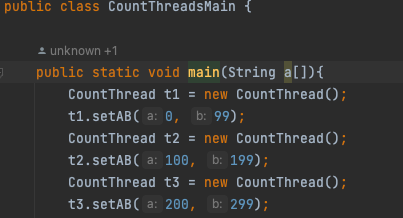 public class CountThreadsMain {
unknown +1
public static void main(String a[]){
CountThread t1 = new CountThread();
t1.setAB( a: 0, b: 99);
CountThread t2 = new CountThread();
t2.setAB( a: 100, b: 199);
CountThread t3 = new CountThread();
t3.setAB( a: 200, b: 299);